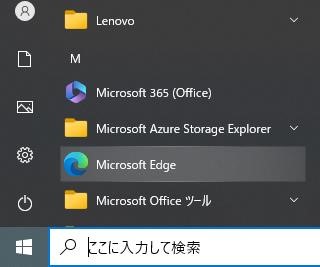 Lenovo
M
Microsoft 365 (Office)
Microsoft Azure Storage Explorer
Microsoft Edge
Microsoft Office ツール
ここに入力して検索